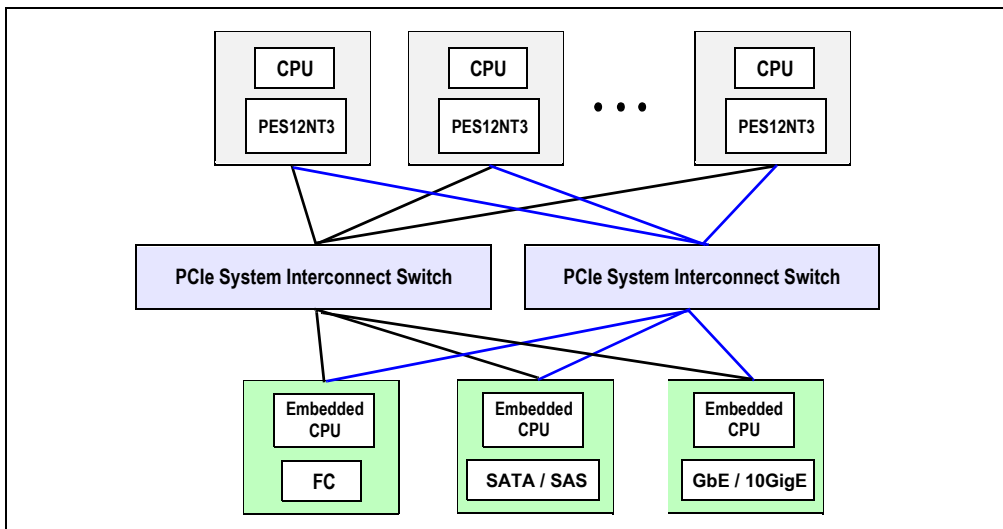 CPU
CPU
CPU
PES12NT3
PES12NT3
• • •
PES12NT3
PCIe System Interconnect Switch
PCIe System Interconnect Switch
Embedded
CPU
Embedded
CPU
Embedded
CPU
FC
SATA / SAS
GbE / 10GigE